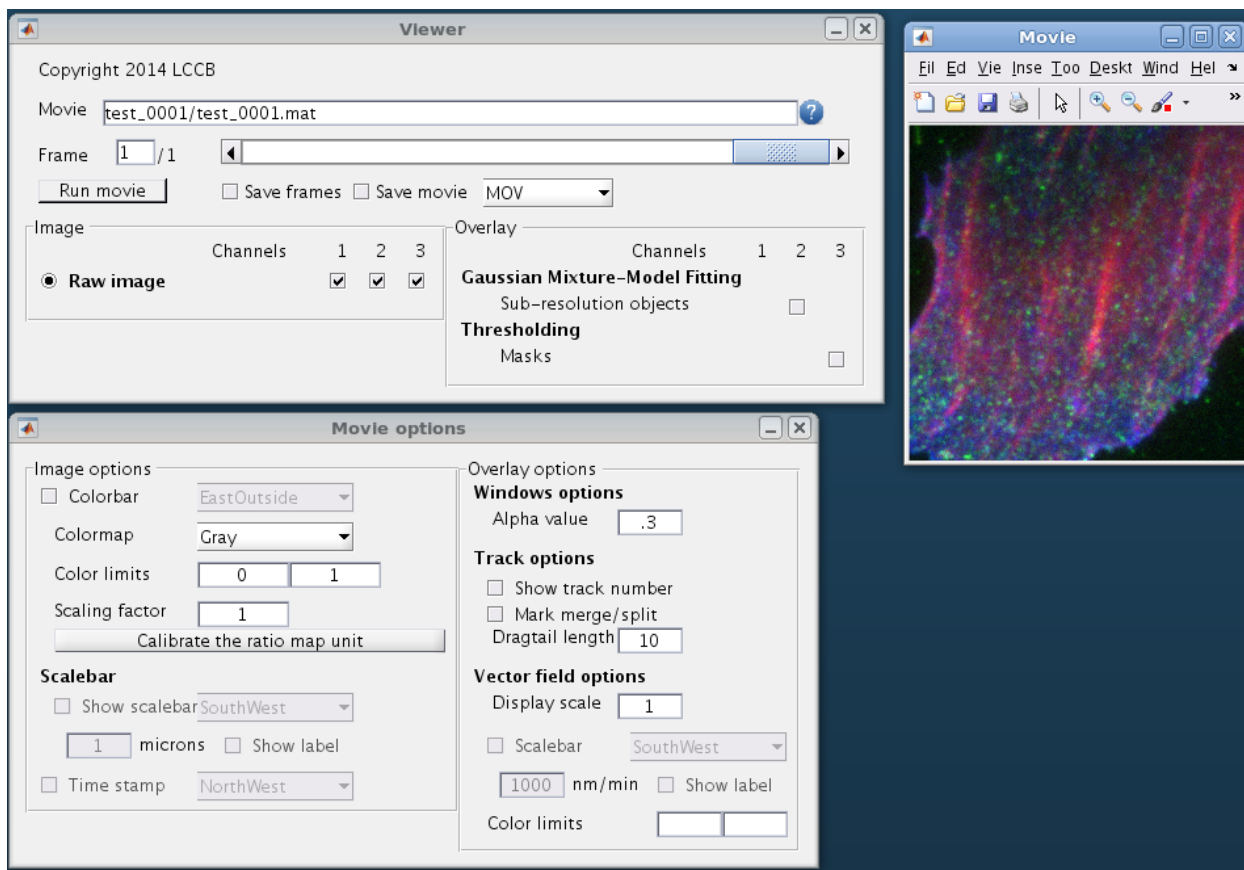 Viewer
Copyright 2014 LCCB
Movie test_0001/test_0001.mat ?
Frame 1 / 1
Run movie Save frames Save movie MOV
Image
Channels 1 2 3
Raw image
Overlay
Channels 1 2 3
Gaussian Mixture-Model Fitting
Sub-resolution objects
Thresholding
Masks
Movie
Fil Ed Vie Inse Too Deskt Wind Hel
Movie options
Image options
Colorbar EastOutside
Colormap Gray
Color limits 0 1
Scaling factor 1
Calibrate the ratio map unit
Scalebar
Show scalebar SouthWest
1 microns Show label
Time stamp NorthWest
Overlay options
Windows options
Alpha value .3
Track options
Show track number
Mark merge/split
Dragtail length 10
Vector field options
Display scale 1
Scalebar SouthWest
1000 nm/min Show label
Color limits